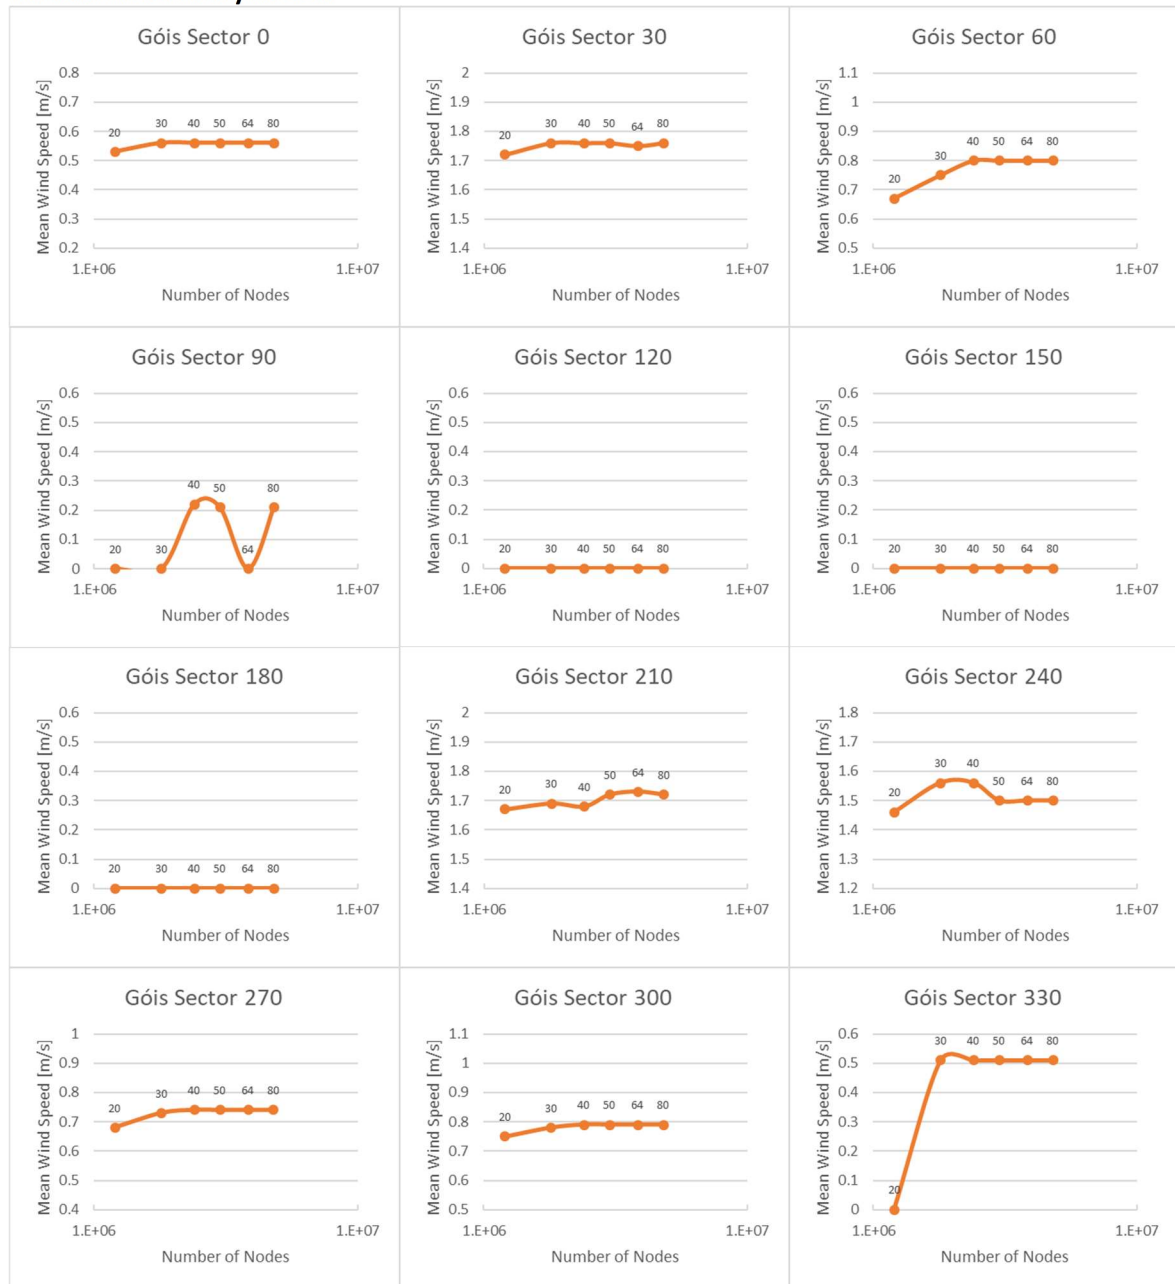 Góis Sector 0
Mean Wind Speed [m/s]
0.8
0.7
0.6
0.5
0.4
0.3
0.2
20 30 40 50 64 80
1.E+06 1.E+07
Number of Nodes
Góis Sector 30
Mean Wind Speed [m/s]
2
1.9
1.8
1.7
1.6
1.5
1.4
20 30 40 50 64 80
1.E+06 1.E+07
Number of Nodes
Góis Sector 60
Mean Wind Speed [m/s]
1.1
1
0.9
0.8
0.7
0.6
0.5
20 30 40 50 64 80
1.E+06 1.E+07
Number of Nodes
Góis Sector 90
Mean Wind Speed [m/s]
0.6
0.5
0.4
0.3
0.2
0.1
0
20 30 40 50 64 80
1.E+06 1.E+07
Number of Nodes
Góis Sector 120
Mean Wind Speed [m/s]
0.6
0.5
0.4
0.3
0.2
0.1
0
20 30 40 50 64 80
1.E+06 1.E+07
Number of Nodes
Góis Sector 150
Mean Wind Speed [m/s]
0.6
0.5
0.4
0.3
0.2
0.1
0
20 30 40 50 64 80
1.E+06 1.E+07
Number of Nodes
Góis Sector 180
Mean Wind Speed [m/s]
0.6
0.5
0.4
0.3
0.2
0.1
0
20 30 40 50 64 80
1.E+06 1.E+07
Number of Nodes
Góis Sector 210
Mean Wind Speed [m/s]
2
1.9
1.8
1.7
1.6
1.5
1.4
20 30 40 50 64 80
1.E+06 1.E+07
Number of Nodes
Góis Sector 240
Mean Wind Speed [m/s]
1.8
1.7
1.6
1.5
1.4
1.3
1.2
20 30 40 50 64 80
1.E+06 1.E+07
Number of Nodes
Góis Sector 270
Mean Wind Speed [m/s]
1
0.9
0.8
0.7
0.6
0.5
0.4
20 30 40 50 64 80
1.E+06 1.E+07
Number of Nodes
Góis Sector 300
Mean Wind Speed [m/s]
1.1
1
0.9
0.8
0.7
0.6
0.5
20 30 40 50 64 80
1.E+06 1.E+07
Number of Nodes
Góis Sector 330
Mean Wind Speed [m/s]
0.6
0.5
0.4
0.3
0.2
0.1
0
20 30 40 50 64 80
1.E+06 1.E+07
Number of Nodes